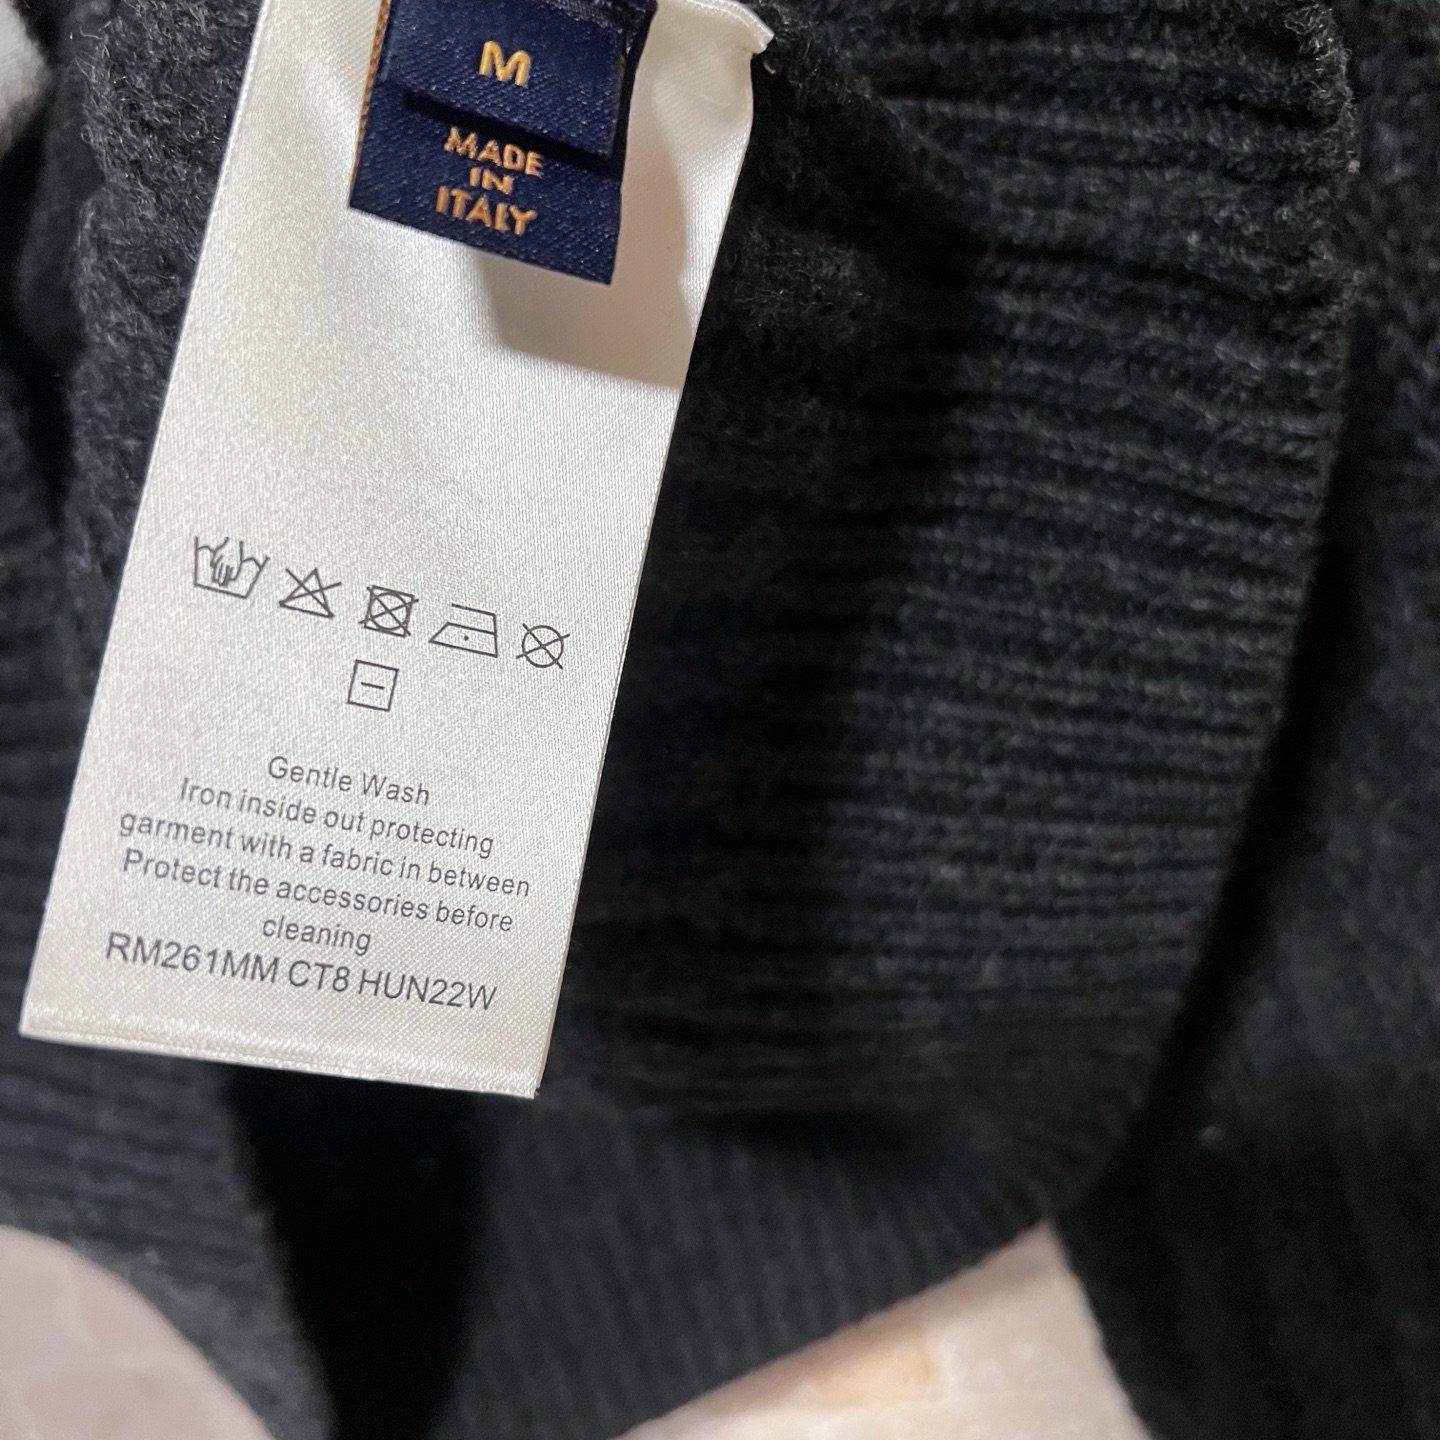 M
MADE
IN
ITALY
Gentle Wash
Iron inside out protecting
garment with a fabric in between
Protect the accessories before
cleaning
RM261MM CT8 HUN22W